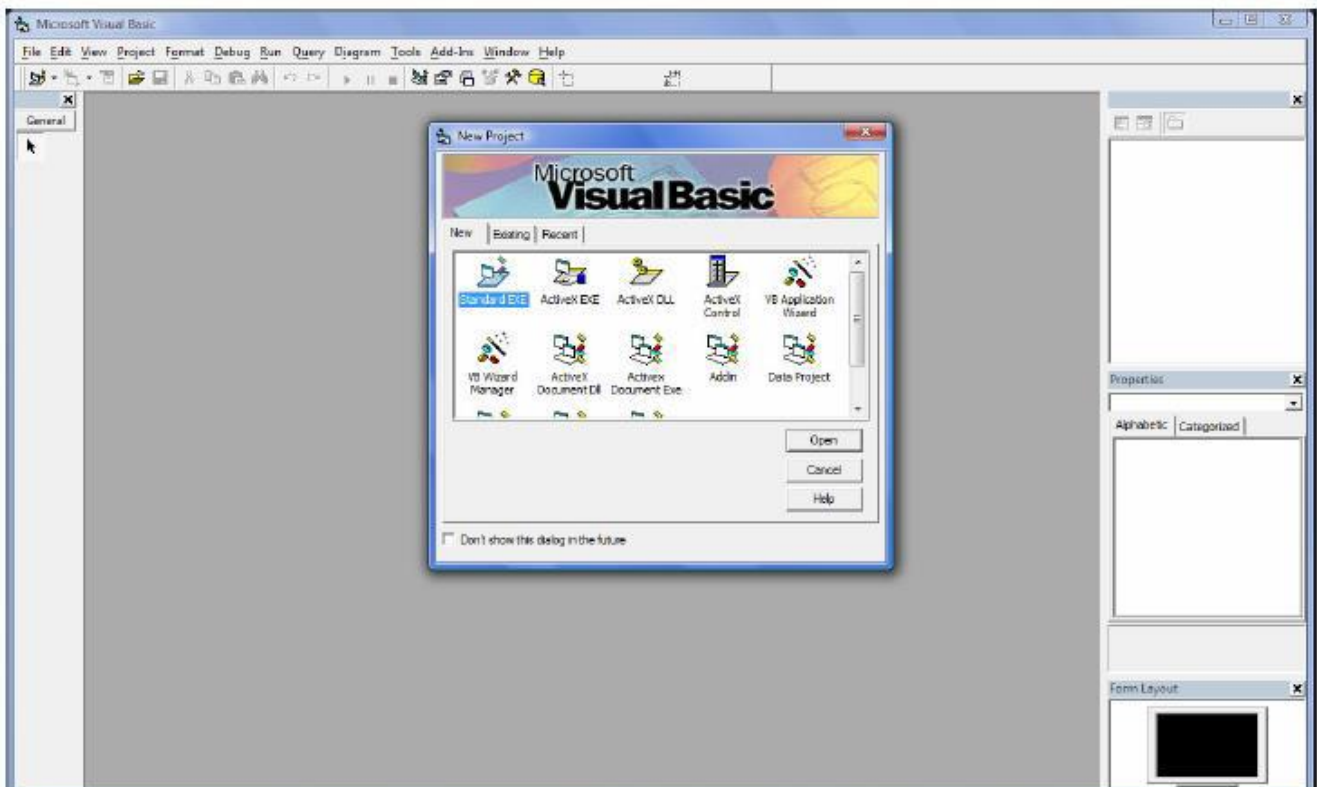 Microsoft Visual Basic
File Edit View Project Format Debug Run Query Diagram Tools Add-Ins Window Help
General
New Project
Microsoft
Visual Basic
New Existing Recent
Standard EXE ActiveX EXE ActiveX DLL ActiveX Control VB Application Wizard
VB Wizard Manager ActiveX Document Dll Activex Document Exe Addin Data Project
Open
Cancel
Help
Don't show this dialog in the future
Properties
Alphabetic Categorized
Form Layout